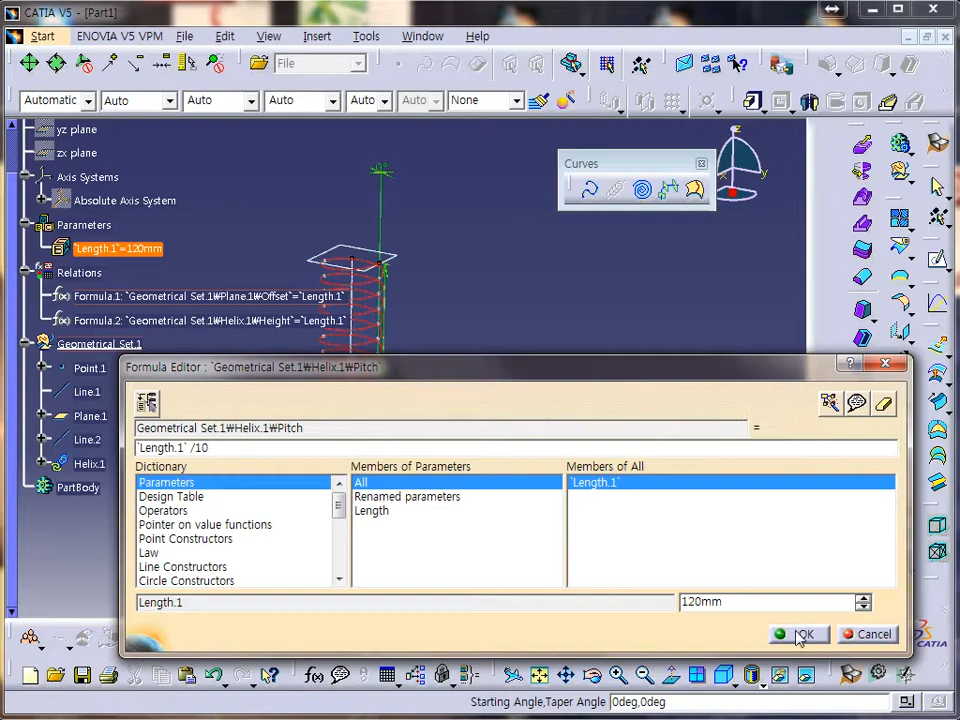 CATIA V5 - [Part1]
Start ENOVIA V5 VPM File Edit View Insert Tools Window Help
File
Automatic Auto Auto Auto Auto Auto None
yz plane
zx plane
Axis Systems
Absolute Axis System
Parameters
`Length.1`=120mm
Relations
Formula.1: `Geometrical Set.1₩Plane.1₩Offset`=`Length.1`
Formula.2: `Geometrical Set.1₩Helix.1₩Height`=`Length.1`
Geometrical Set.1
Point.1
Line.1
Plane.1
Line.2
Helix.1
PartBody
Curves
z
x
y
Formula Editor : `Geometrical Set.1₩Helix.1₩Pitch`
Geometrical Set.1₩Helix.1₩Pitch =
`Length.1` /10
Dictionary Members of Parameters Members of All
Parameters All `Length.1`
Design Table Renamed parameters
Operators Length
Pointer on value functions
Point Constructors
Law
Line Constructors
Circle Constructors
Length.1 120mm
OK Cancel
CATIA
Starting Angle,Taper Angle 0deg,0deg